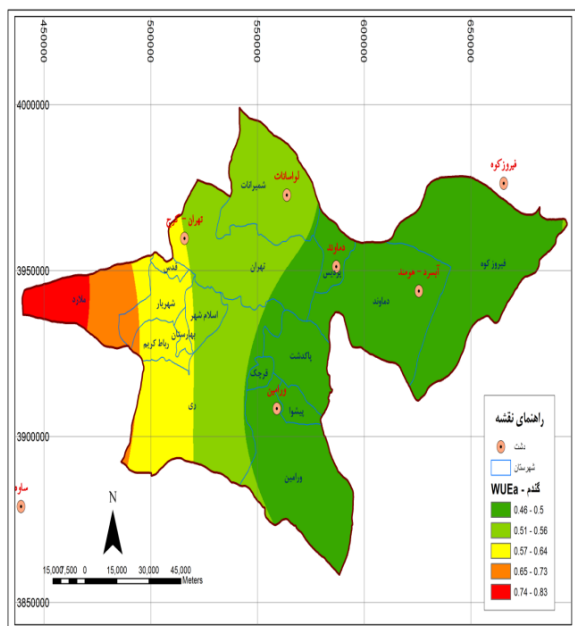 450000 500000 550000 600000 650000
4000000
3950000
3900000
3850000
فیروزکوه
لواسانات
شمیرانات
تهران -
دماوند
آبسرد - هومند
فیروزکوه
تهران
پردیس
قدس
ملارد
شهریار
اسلام شهر
بهارستان
رباط کریم
دماوند
پاکدشت
قرچک
ورامین
پیشوا
ری
ورامین
ساوه
N
15,000 7,500 0 15,000 30,000 45,000
Meters
راهنمای نقشه
دشت
شهرستان
گندم - WUEa
0.46 - 0.5
0.51 - 0.56
0.57 - 0.64
0.65 - 0.73
0.74 - 0.83